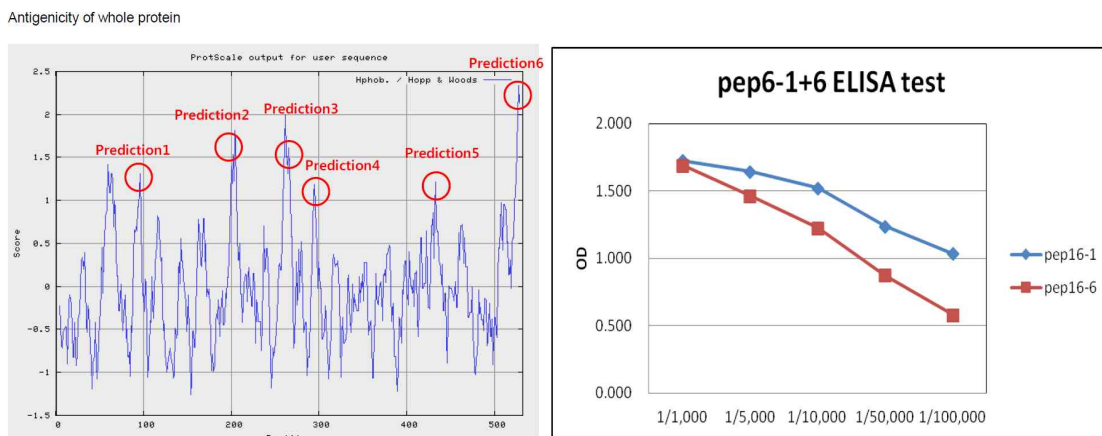 Antigenicity of whole protein
ProtScale output for user sequence
Hphob. / Hopp & Woods
Prediction1
Prediction2
Prediction3
Prediction4
Prediction5
Prediction6
Score
2.5
2
1.5
1
0.5
0
-0.5
-1
-1.5
0
100
200
300
400
500
pep6-1+6 ELISA test
OD
2.000
1.500
1.000
0.500
0.000
1/1,000
1/5,000
1/10,000
1/50,000
1/100,000
pep16-1
pep16-6